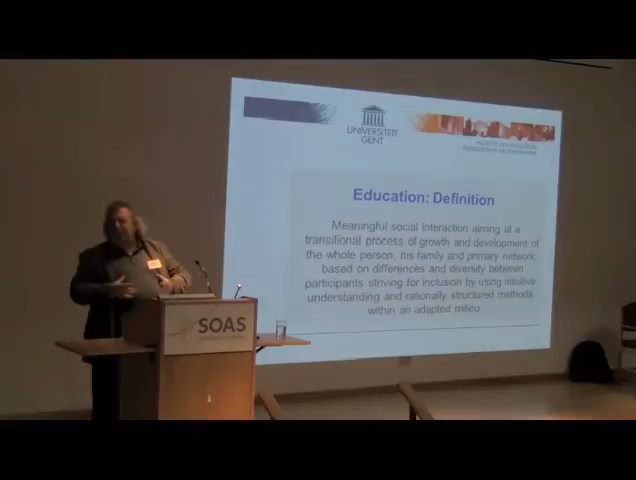 UNIVERSITEIT
GENT
Education: Definition
Meaningful social interaction aiming at a
transitional process of growth and development of
the whole person, his family and primary network,
based on differences and diversity between
participants striving for inclusion by using intuitive
understanding and rationally structured methods
within an adapted milieu.
SOAS